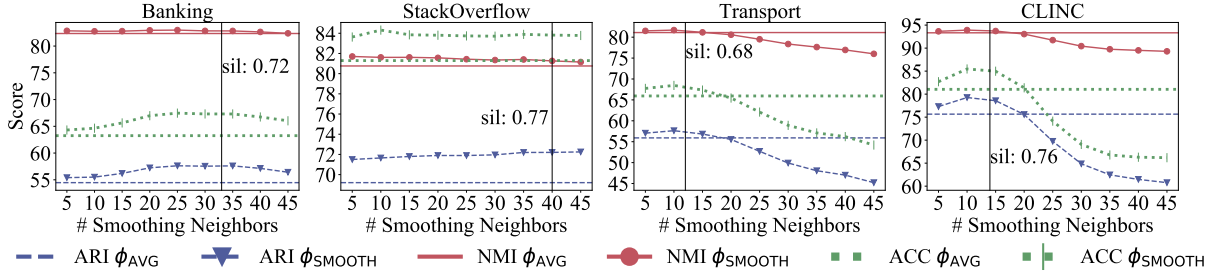 Banking
StackOverflow
Transport
CLINC
Score
80
75
70
65
60
55
sil: 0.72
5 10 15 20 25 30 35 40 45
# Smoothing Neighbors
84
82
80
78
76
74
72
70
sil: 0.77
5 10 15 20 25 30 35 40 45
# Smoothing Neighbors
80
75
70
65
60
55
50
45
sil: 0.68
5 10 15 20 25 30 35 40 45
# Smoothing Neighbors
95
90
85
80
75
70
65
60
sil: 0.76
5 10 15 20 25 30 35 40 45
# Smoothing Neighbors
ARI ϕAVG ARI ϕSMOOTH NMI ϕAVG NMI ϕSMOOTH ACC ϕAVG ACC ϕSMOOTH